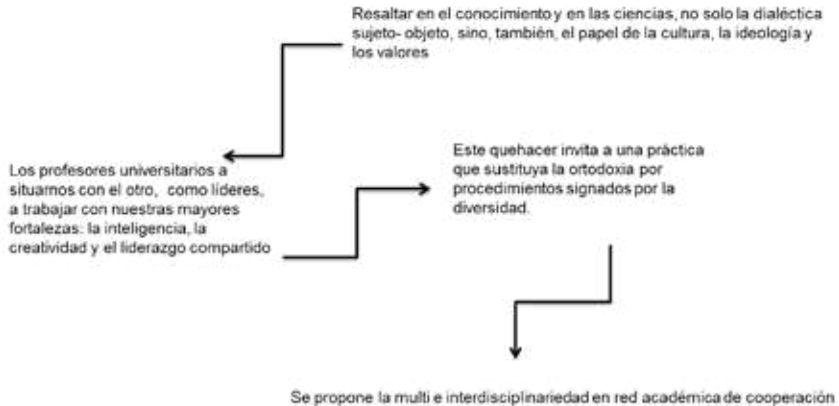 Resaltar en el conocimiento y en las ciencias, no solo la dialéctica
sujeto- objeto, sino, también, el papel de la cultura, la ideología y
los valores
Los profesores universitarios a
situarnos con el otro, como líderes,
a trabajar con nuestras mayores
fortalezas: la inteligencia, la
creatividad y el liderazgo compartido
Este quehacer invita a una práctica
que sustituya la ortodoxia por
procedimientos signados por la
diversidad.
Se propone la multi e interdisciplinariedad en red académica de cooperación